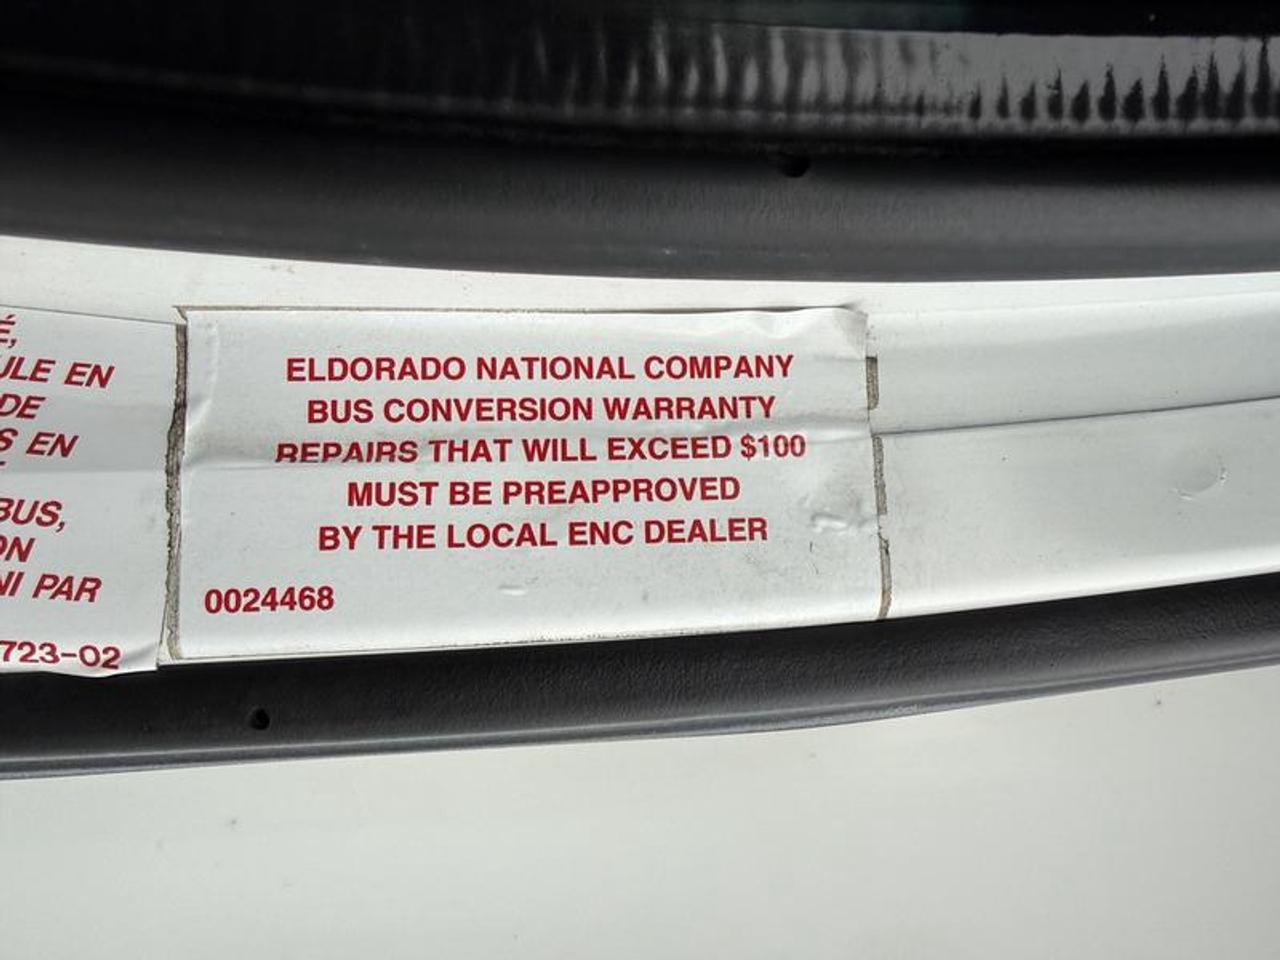 É,
ULE EN
DE
S EN
BUS,
ON
NI PAR
723-02
ELDORADO NATIONAL COMPANY
BUS CONVERSION WARRANTY
REPAIRS THAT WILL EXCEED $100
MUST BE PREAPPROVED
BY THE LOCAL ENC DEALER
0024468